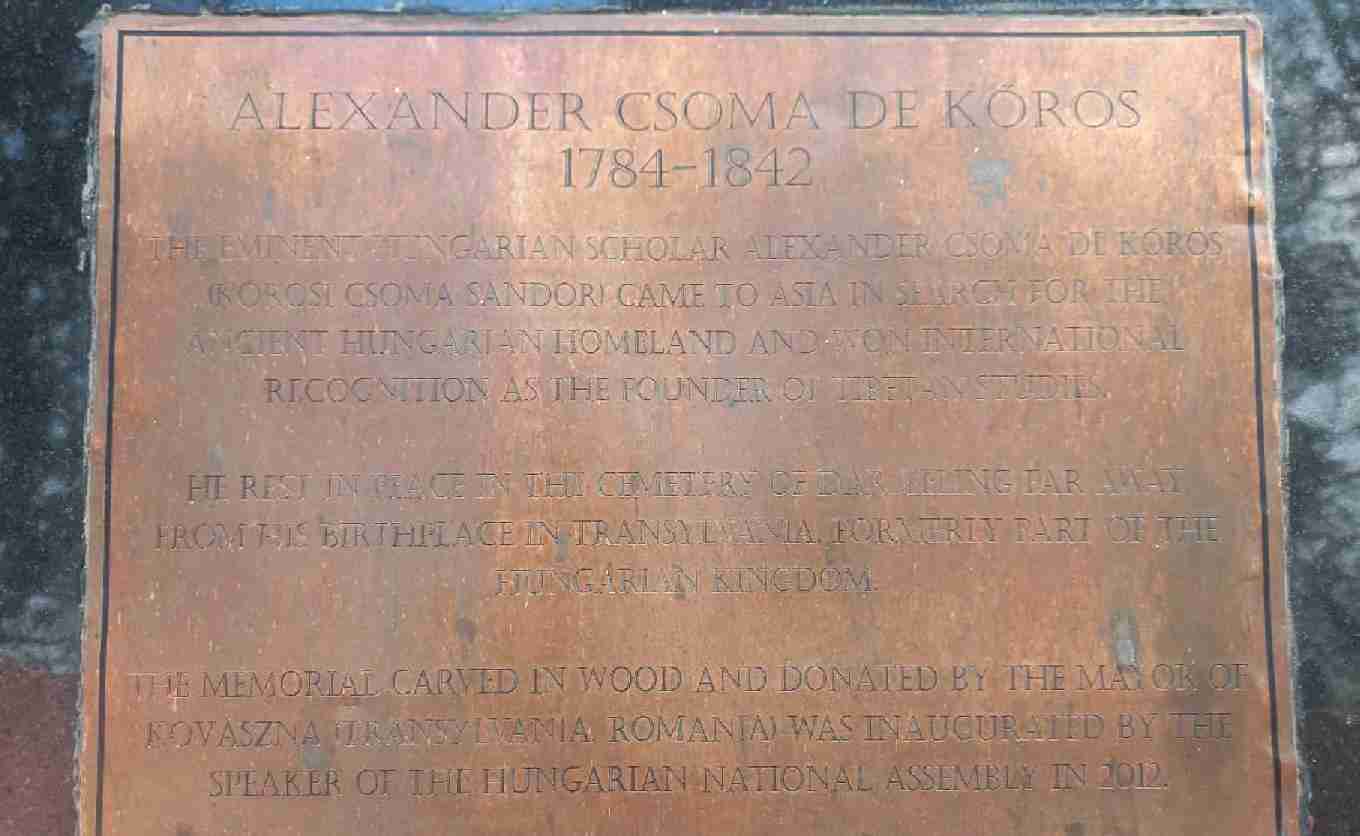 ALEXANDER CSOMA DE KŐROS
1784-1842
THE EMINENT HUNGARIAN SCHOLAR ALEXANDER CSOMA DE KŐROS
(KOROSI CSOMA SANDOR) CAME TO ASIA IN SEARCH FOR THE
ANCIENT HUNGARIAN HOMELAND AND WON INTERNATIONAL
RECOGNITION AS THE FOUNDER OF TIBETAN STUDIES.
HE REST IN PEACE IN THE CEMETERY OF DARJEELING FAR AWAY
FROM HIS BIRTHPLACE IN TRANSYLVANIA, FORMERLY PART OF THE
HUNGARIAN KINGDOM.
THE MEMORIAL CARVED IN WOOD AND DONATED BY THE MAYOR OF
KOVASZNA (TRANSYLVANIA, ROMANIA) WAS INAUGURATED BY THE
SPEAKER OF THE HUNGARIAN NATIONAL ASSEMBLY IN 2012.